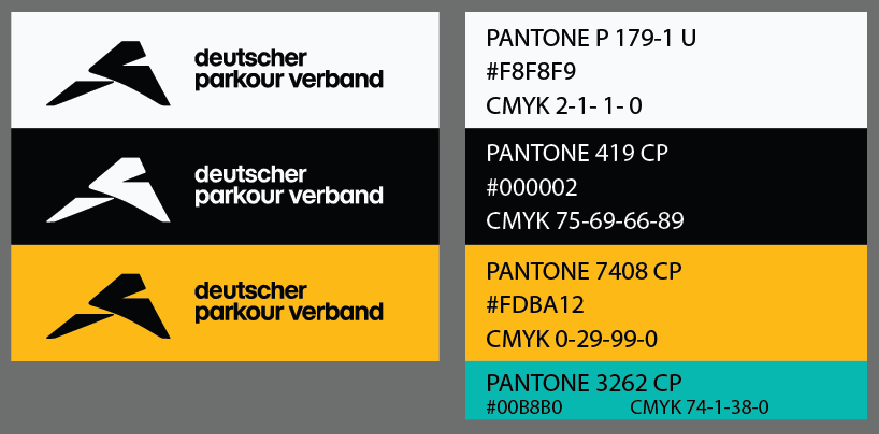 deutscher
parkour verband
deutscher
parkour verband
deutscher
parkour verband
PANTONE P 179-1 U
#F8F8F9
CMYK 2-1- 1- 0
PANTONE 419 CP
#000002
CMYK 75-69-66-89
PANTONE 7408 CP
#FDBA12
CMYK 0-29-99-0
PANTONE 3262 CP
#00B8B0 CMYK 74-1-38-0